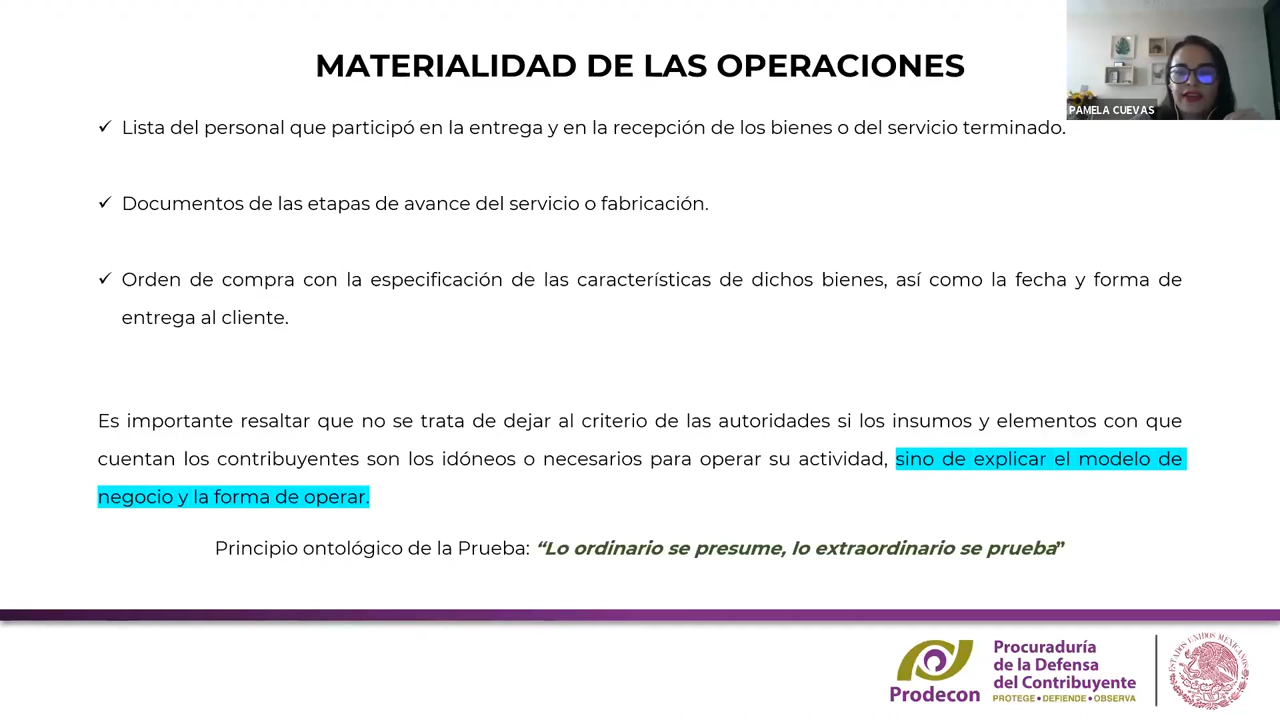 MATERIALIDAD DE LAS OPERACIONES
PAMELA CUEVAS
✓ Lista del personal que participó en la entrega y en la recepción de los bienes o del servicio terminado.
✓ Documentos de las etapas de avance del servicio o fabricación.
✓ Orden de compra con la especificación de las características de dichos bienes, así como la fecha y forma de
entrega al cliente.
Es importante resaltar que no se trata de dejar al criterio de las autoridades si los insumos y elementos con que
cuentan los contribuyentes son los idóneos o necesarios para operar su actividad, sino de explicar el modelo de
negocio y la forma de operar.
Principio ontológico de la Prueba: “Lo ordinario se presume, lo extraordinario se prueba”
Prodecon
Procuraduría
de la Defensa
del Contribuyente
PROTEGE • DEFIENDE • OBSERVA
ESTADOS UNIDOS MEXICANOS